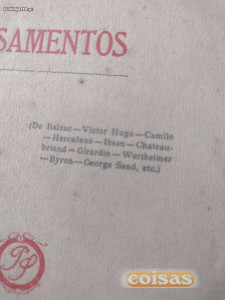 SAMENTOS
(De Balzac—Victor Hugo—Camilo
—Herculano—Ibsen—Chateau-
briand—Girardin—Wertheimer
—Byron—George Sand, etc.)
coisas